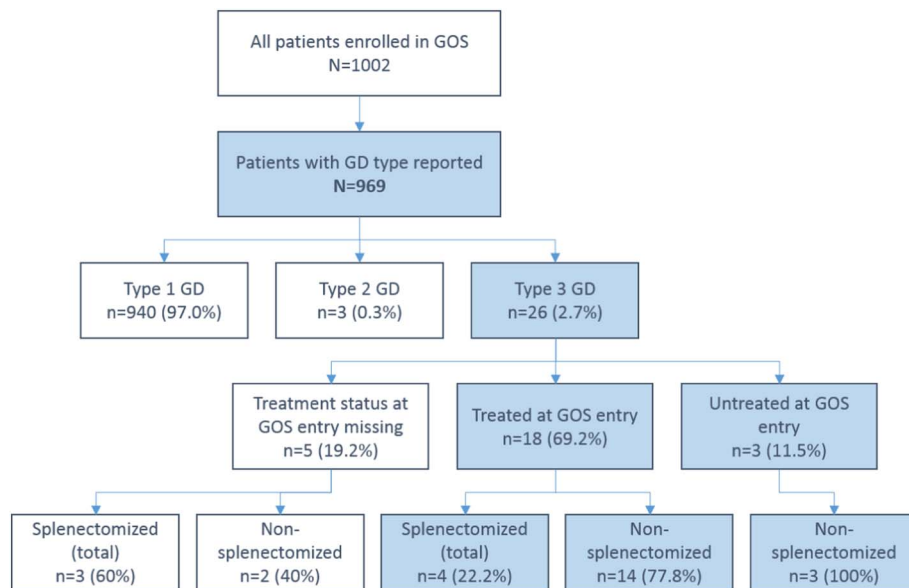 All patients enrolled in GOS
N=1002
Patients with GD type reported
N=969
Type 1 GD
n=940 (97.0%)
Type 2 GD
n=3 (0.3%)
Type 3 GD
n=26 (2.7%)
Treatment status at
GOS entry missing
n=5 (19.2%)
Treated at GOS entry
n=18 (69.2%)
Untreated at GOS
entry
n=3 (11.5%)
Splenectomized
(total)
n=3 (60%)
Non-
splenectomized
n=2 (40%)
Splenectomized
(total)
n=4 (22.2%)
Non-
splenectomized
n=14 (77.8%)
Non-
splenectomized
n=3 (100%)